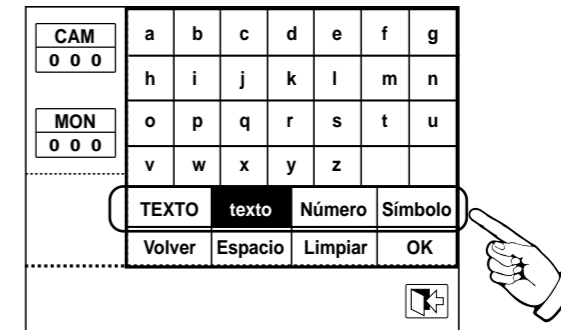 CAM
0 0 0
MON
0 0 0
a b c d e f g
h i j k l m n
o p q r s t u
v w x y z
TEXTO texto Número Símbolo
Volver Espacio Limpiar OK